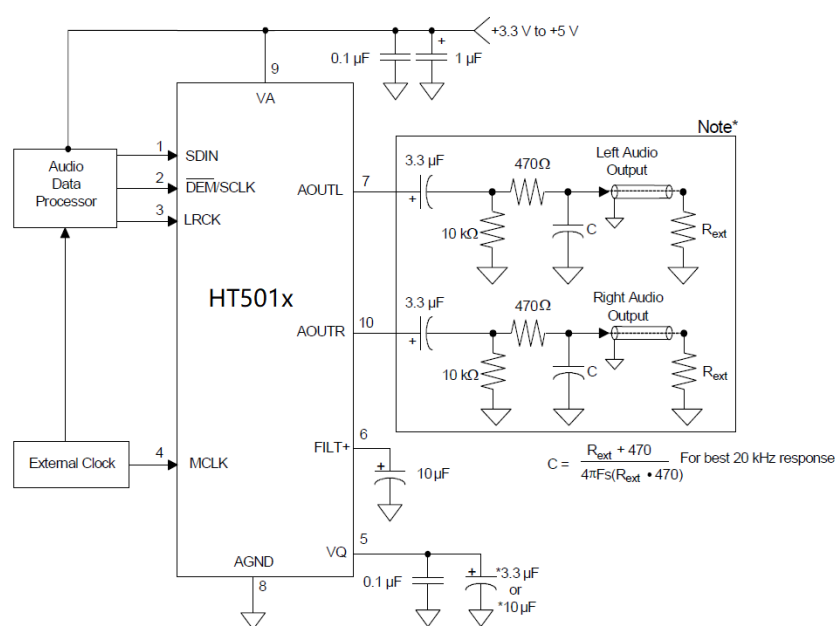 +3.3 V to +5 V
0.1 µF
+
1 µF
9
VA
Note*
Audio
Data
Processor
1
SDIN
2
DEM/SCLK
3
LRCK
AOUTL
7
3.3 µF
+
470Ω
Left Audio
Output
10 kΩ
C
Rext
HT501x
AOUTR
10
3.3 µF
+
470Ω
Right Audio
Output
10 kΩ
C
Rext
External Clock
4
MCLK
FILT+
6
+
10 µF
C = Rext + 470 / 4πFs(Rext • 470) For best 20 kHz response
VQ
5
0.1 µF
+
*3.3 µF
or
*10 µF
AGND
8